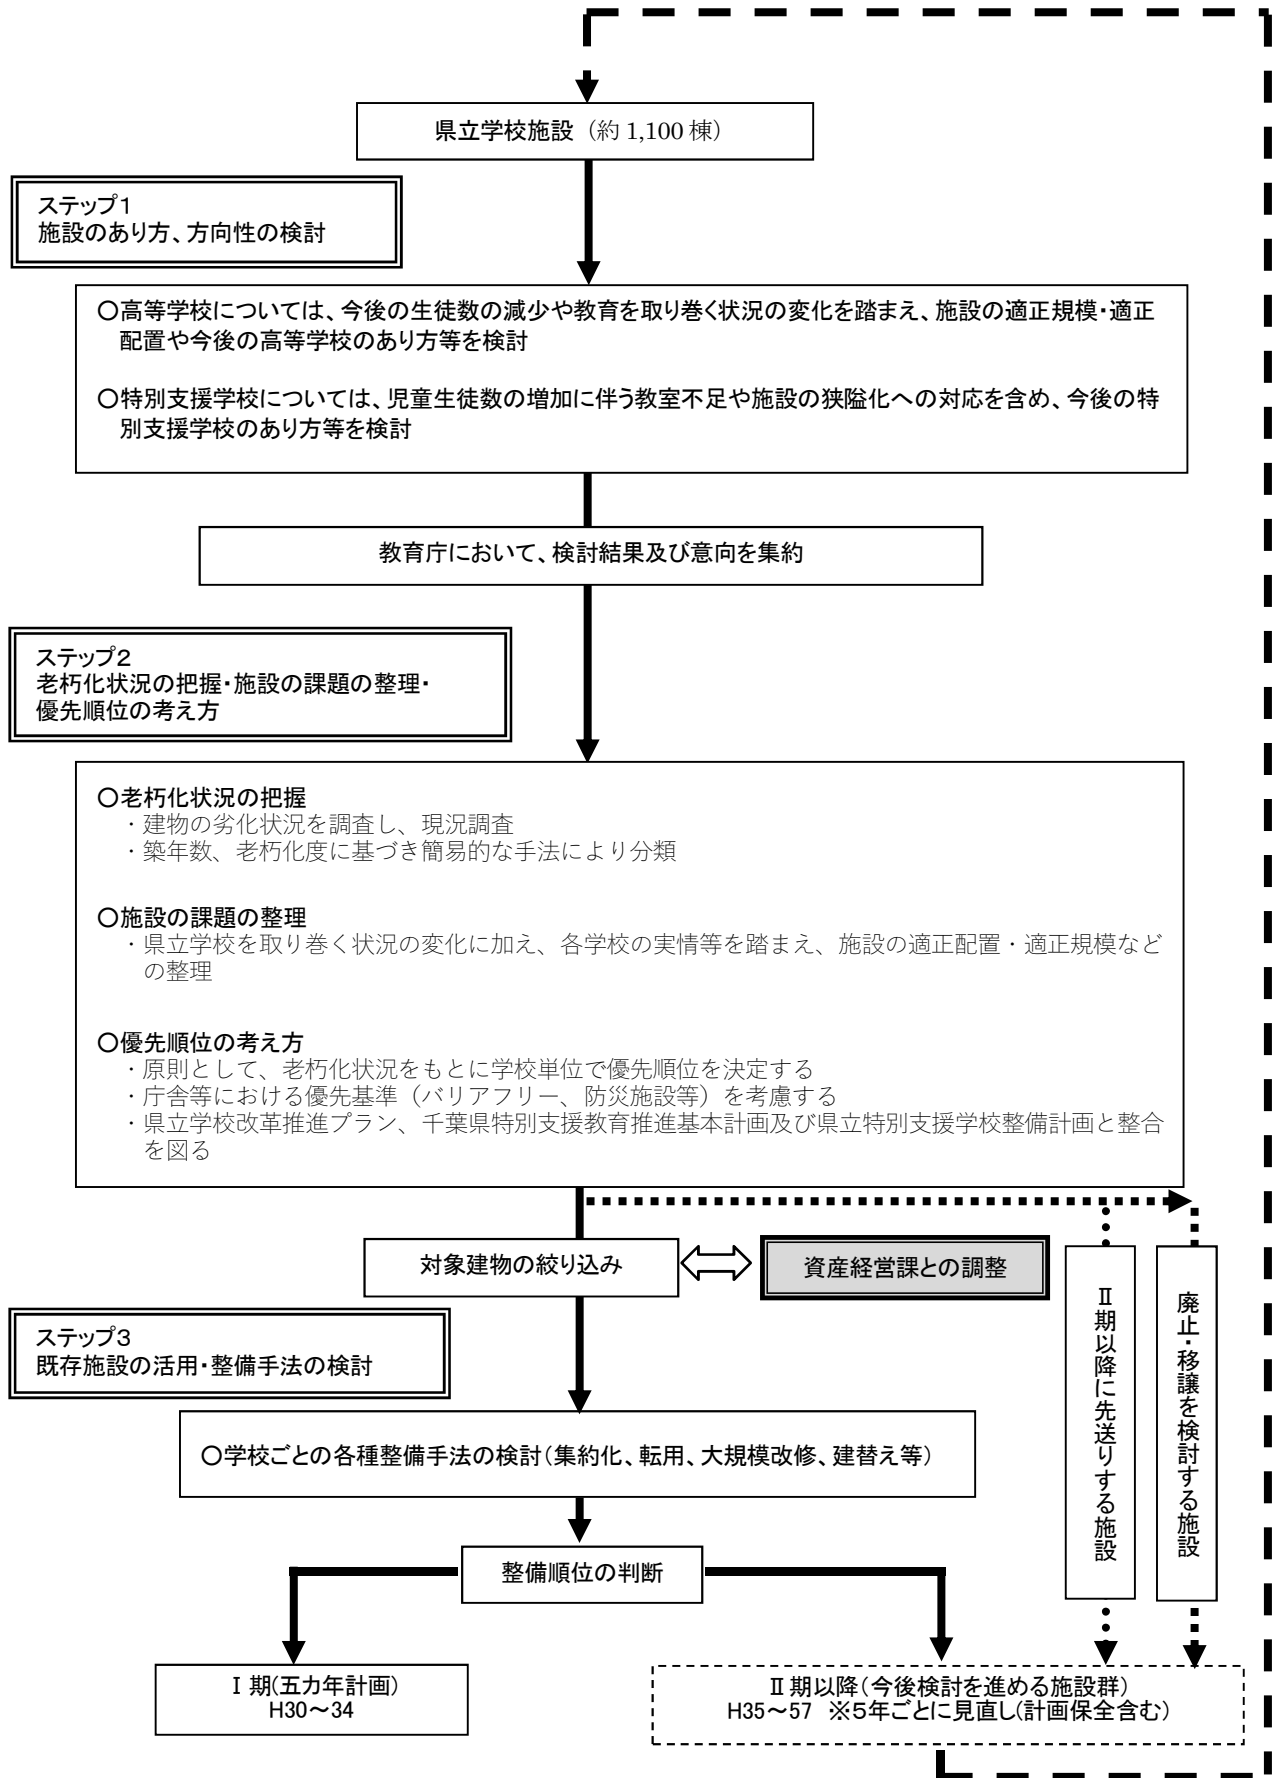 県立学校施設（約 1,100 棟）
ステップ1
施設のあり方、方向性の検討
○高等学校については、今後の生徒数の減少や教育を取り巻く状況の変化を踏まえ、施設の適正規模・適正
配置や今後の高等学校のあり方等を検討
○特別支援学校については、児童生徒数の増加に伴う教室不足や施設の狭隘化への対応を含め、今後の特
別支援学校のあり方等を検討
教育庁において、検討結果及び意向を集約
ステップ2
老朽化状況の把握・施設の課題の整理・
優先順位の考え方
○老朽化状況の把握
・建物の劣化状況を調査し、現況調査
・築年数、老朽化度に基づき簡易的な手法により分類
○施設の課題の整理
・県立学校を取り巻く状況の変化に加え、各学校の実情等を踏まえ、施設の適正配置・適正規模など
の整理
○優先順位の考え方
・原則として、老朽化状況をもとに学校単位で優先順位を決定する
・庁舎等における優先基準（バリアフリー、防災施設等）を考慮する
・県立学校改革推進プラン、千葉県特別支援教育推進基本計画及び県立特別支援学校整備計画と整合
を図る
対象建物の絞り込み
資産経営課との調整
Ⅱ期以降に先送りする施設
廃止・移譲を検討する施設
ステップ3
既存施設の活用・整備手法の検討
○学校ごとの各種整備手法の検討（集約化、転用、大規模改修、建替え等）
整備順位の判断
Ⅰ期(五カ年計画)
H30～34
Ⅱ期以降（今後検討を進める施設群）
H35～57 ※5年ごとに見直し(計画保全含む)